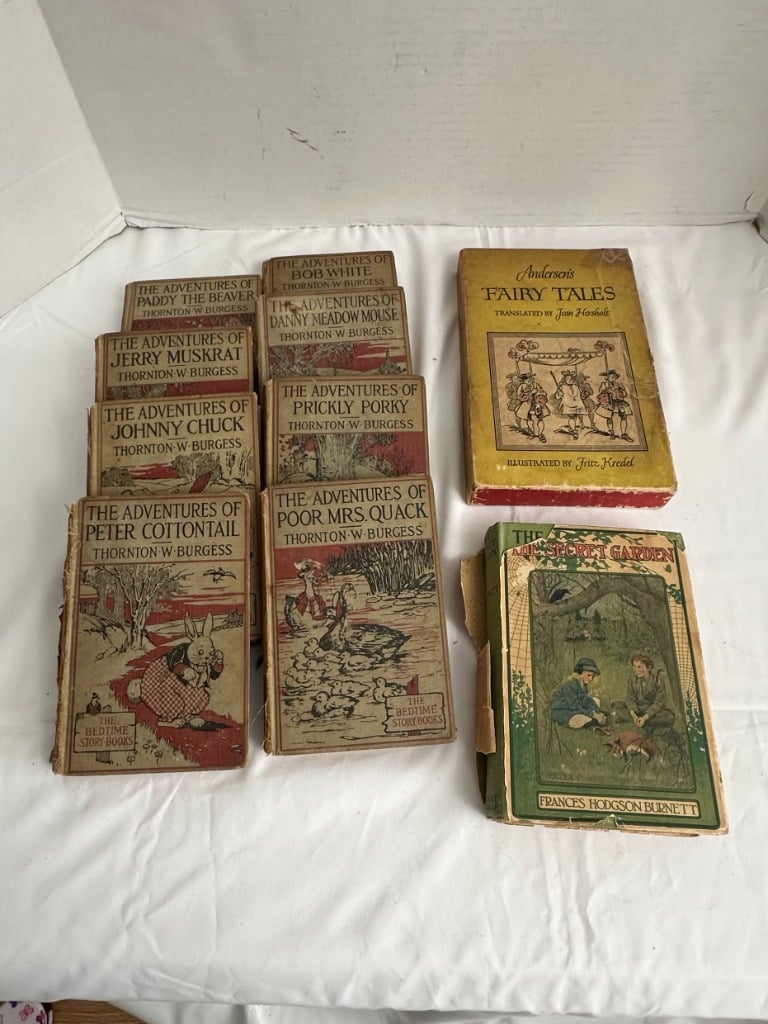 THE ADVENTURES OF
PADDY THE BEAVER
THORNTON·W·BURGESS
THE ADVENTURES OF
JERRY MUSKRAT
THORNTON·W·BURGESS
THE ADVENTURES OF
JOHNNY CHUCK
THORNTON·W·BURGESS
THE ADVENTURES OF
PETER COTTONTAIL
THORNTON·W·BURGESS
THE
BEDTIME
STORY-BOOKS
THE ADVENTURES OF
BOB WHITE
THORNTON·W·BURGESS
THE ADVENTURES OF
DANNY MEADOW MOUSE
THORNTON·W·BURGESS
THE ADVENTURES OF
PRICKLY PORKY
THORNTON·W·BURGESS
THE ADVENTURES OF
POOR MRS. QUACK
THORNTON·W·BURGESS
THE
BEDTIME
STORY-BOOKS
Andersen's
FAIRY TALES
TRANSLATED BY Jean Hersholt
ILLUSTRATED BY Fritz Kredel
THE
THE SECRET GARDEN
FRANCES HODGSON BURNETT